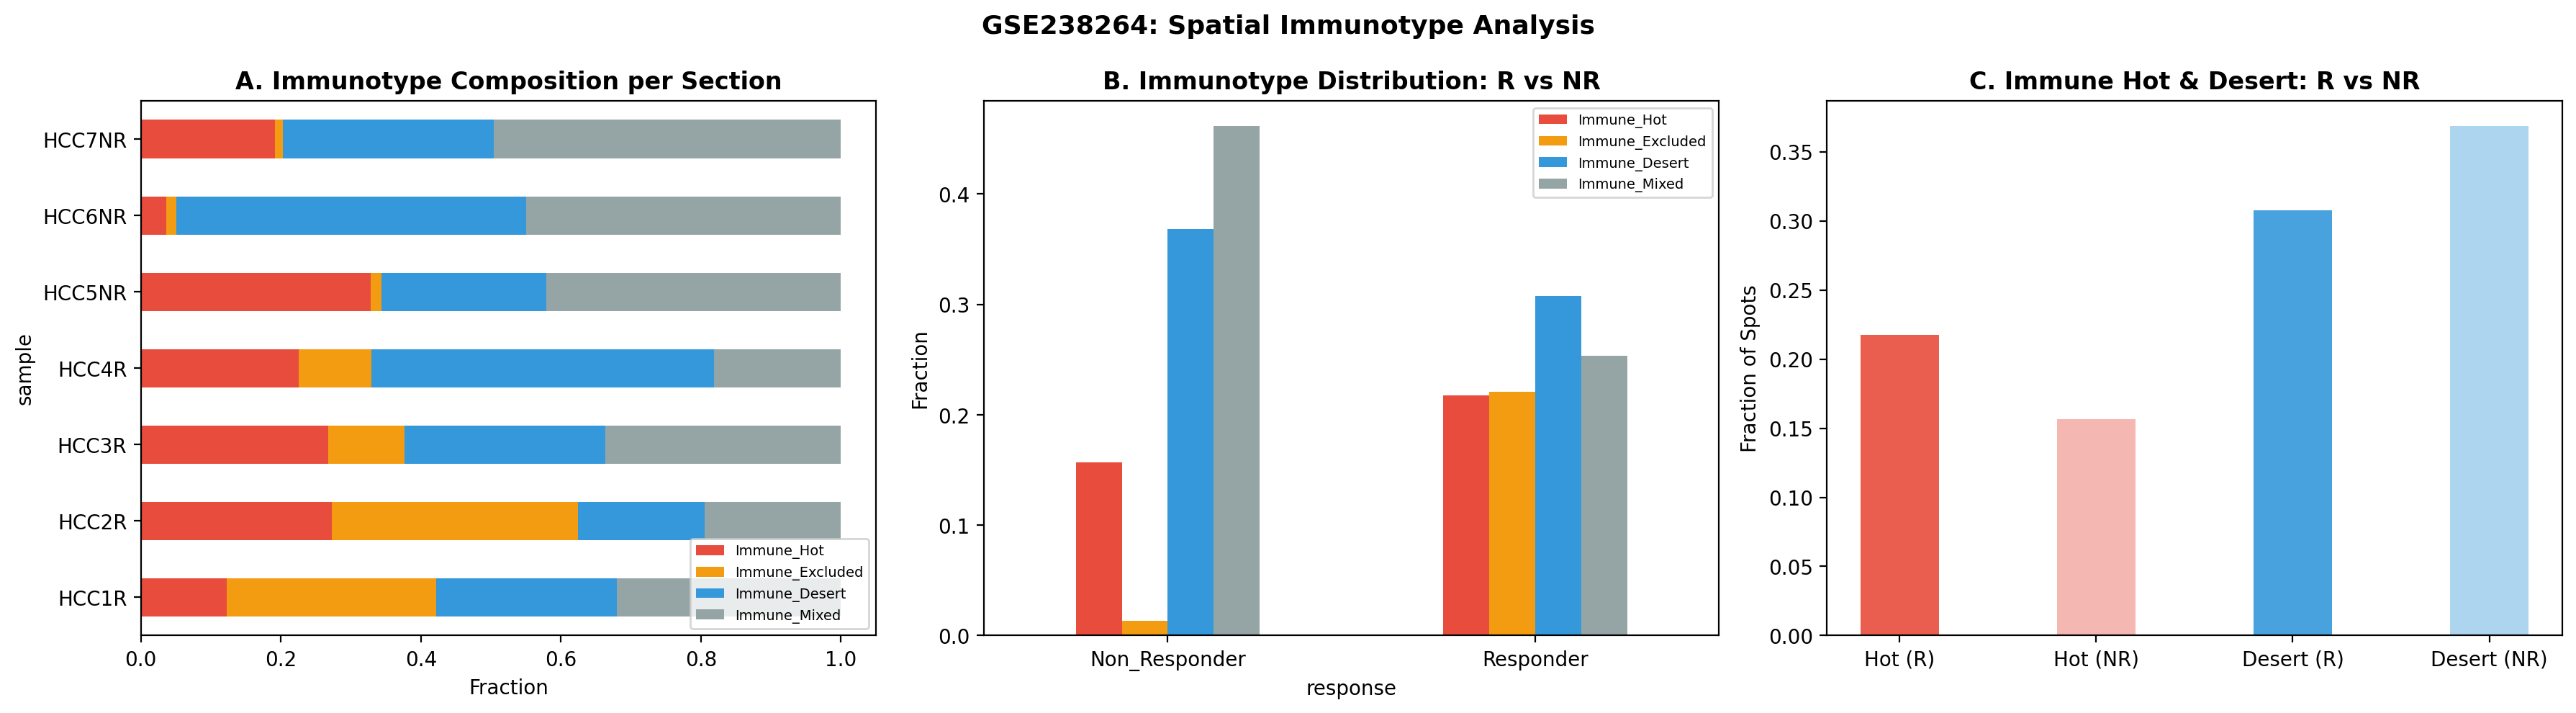 GSE238264: Spatial Immunotype Analysis
A. Immunotype Composition per Section
sample
HCC7NR
HCC6NR
HCC5NR
HCC4R
HCC3R
HCC2R
HCC1R
Immune_Hot
Immune_Excluded
Immune_Desert
Immune_Mixed
0.0 0.2 0.4 0.6 0.8 1.0
Fraction
B. Immunotype Distribution: R vs NR
Fraction
0.4
0.3
0.2
0.1
0.0
Immune_Hot
Immune_Excluded
Immune_Desert
Immune_Mixed
Non_Responder Responder
response
C. Immune Hot & Desert: R vs NR
Fraction of Spots
0.35
0.30
0.25
0.20
0.15
0.10
0.05
0.00
Hot (R) Hot (NR) Desert (R) Desert (NR)